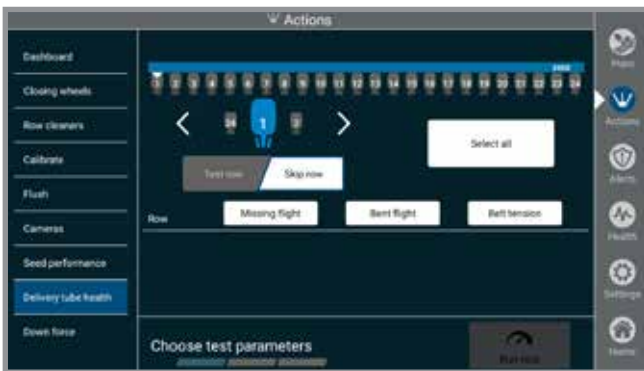 Actions
Dashboard
Closing wheels
Row cleaners
Calibrate
Flush
Cameras
Seed performance
Delivery tube health
Down force
1 2 3 4 5 6 7 8 9 10 11 12 13 14 15 16 17 18 19 20 21 22 23 24
24 1 2
Test row Skip row
Select all
Row Missing flight Bent flight Belt tension
Choose test parameters
Run test
Maps
Actions
Alerts
Health
Settings
Home